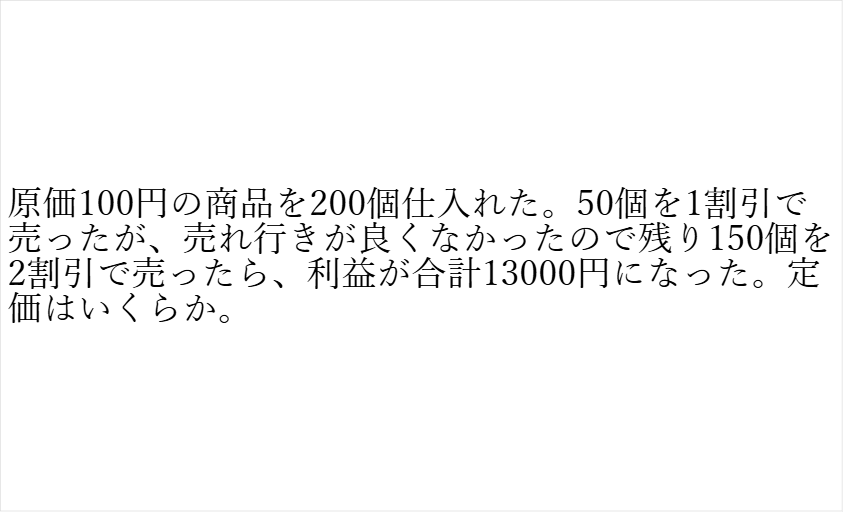 原価100円の商品を200個仕入れた。50個を1割引で
売ったが、売れ行きが良くなかったので残り150個を
2割引で売ったら、利益が合計13000円になった。定
価はいくらか。